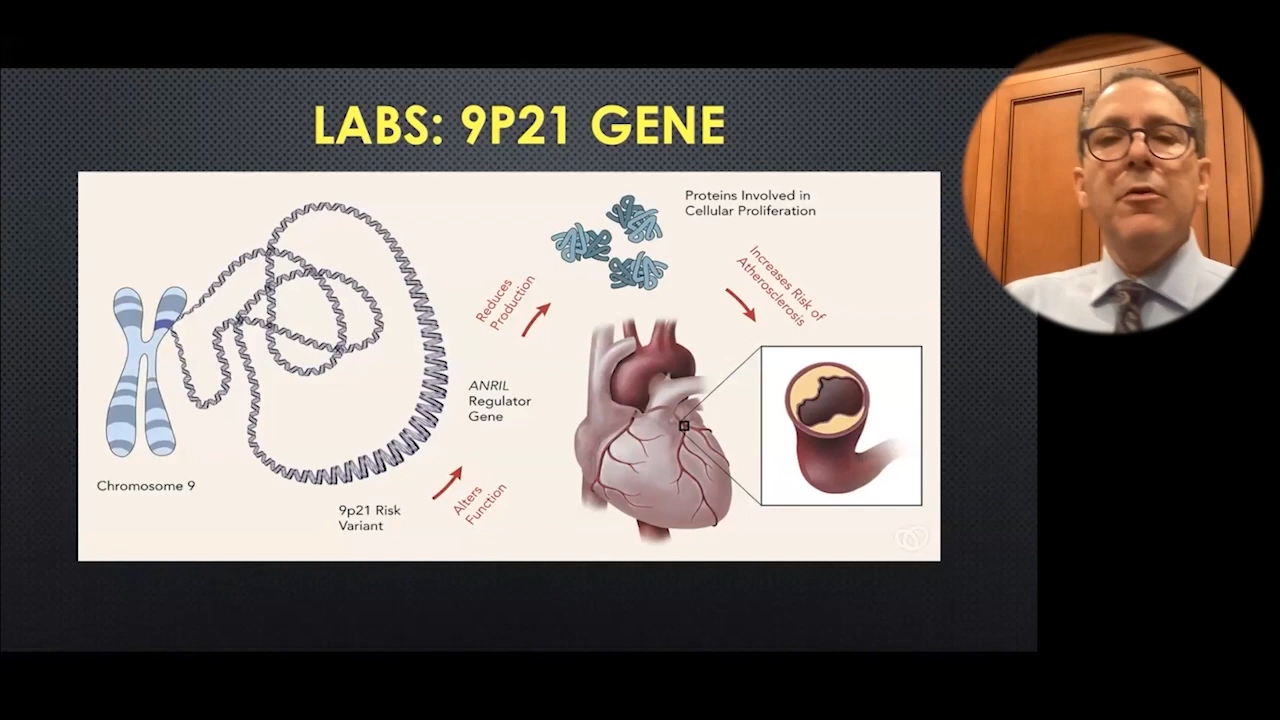 LABS: 9P21 GENE
Proteins Involved in
Cellular Proliferation
Increases Risk of
Atherosclerosis
Reduces
Production
ANRIL
Regulator
Gene
Chromosome 9
9p21 Risk
Variant
Alters
Function